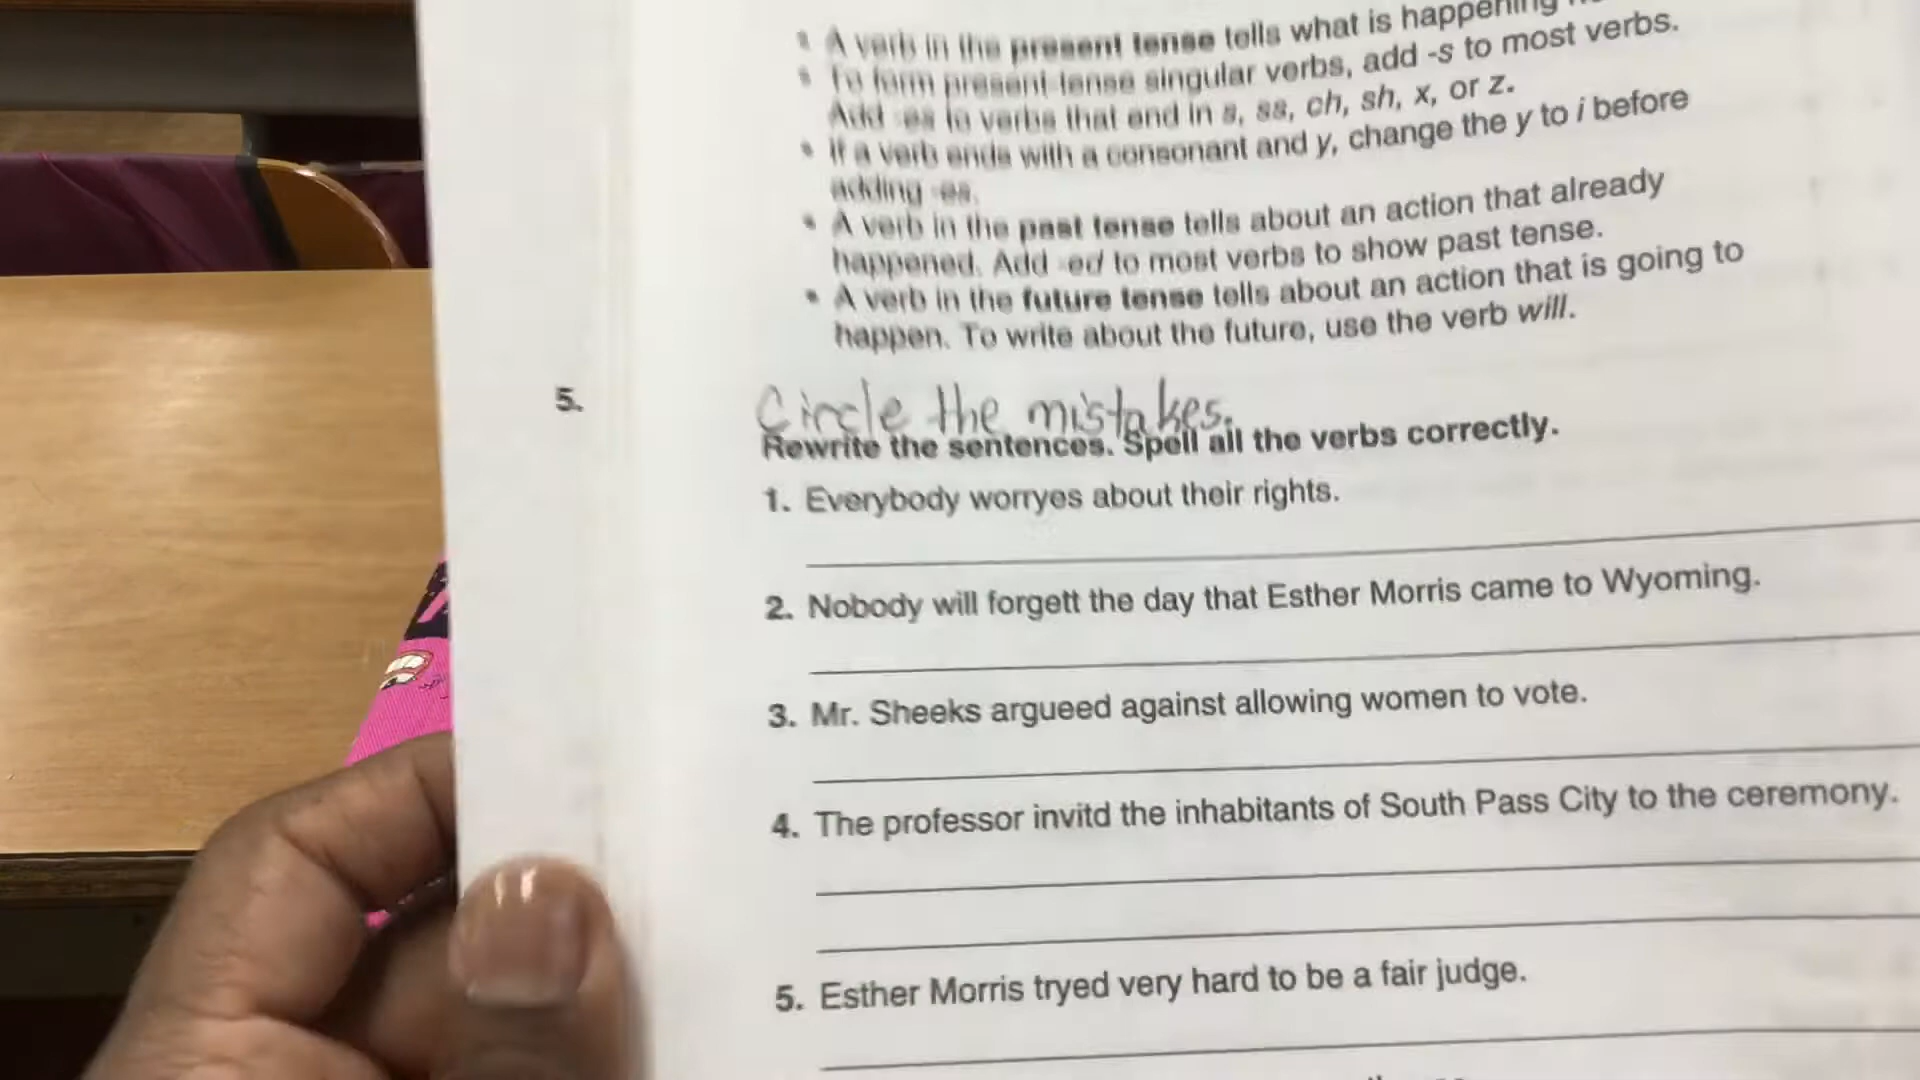 • A verb in the present tense tells what is happening
• To form present-tense singular verbs, add -s to most verbs.
Add -es to verbs that end in s, ss, ch, sh, x, or z.
• If a verb ends with a consonant and y, change the y to i before
adding -es.
• A verb in the past tense tells about an action that already
happened. Add -ed to most verbs to show past tense.
• A verb in the future tense tells about an action that is going to
happen. To write about the future, use the verb will.
5.
Circle the mistakes.
Rewrite the sentences. Spell all the verbs correctly.
1. Everybody worryes about their rights.
2. Nobody will forgett the day that Esther Morris came to Wyoming.
3. Mr. Sheeks argueed against allowing women to vote.
4. The professor invitd the inhabitants of South Pass City to the ceremony.
5. Esther Morris tryed very hard to be a fair judge.